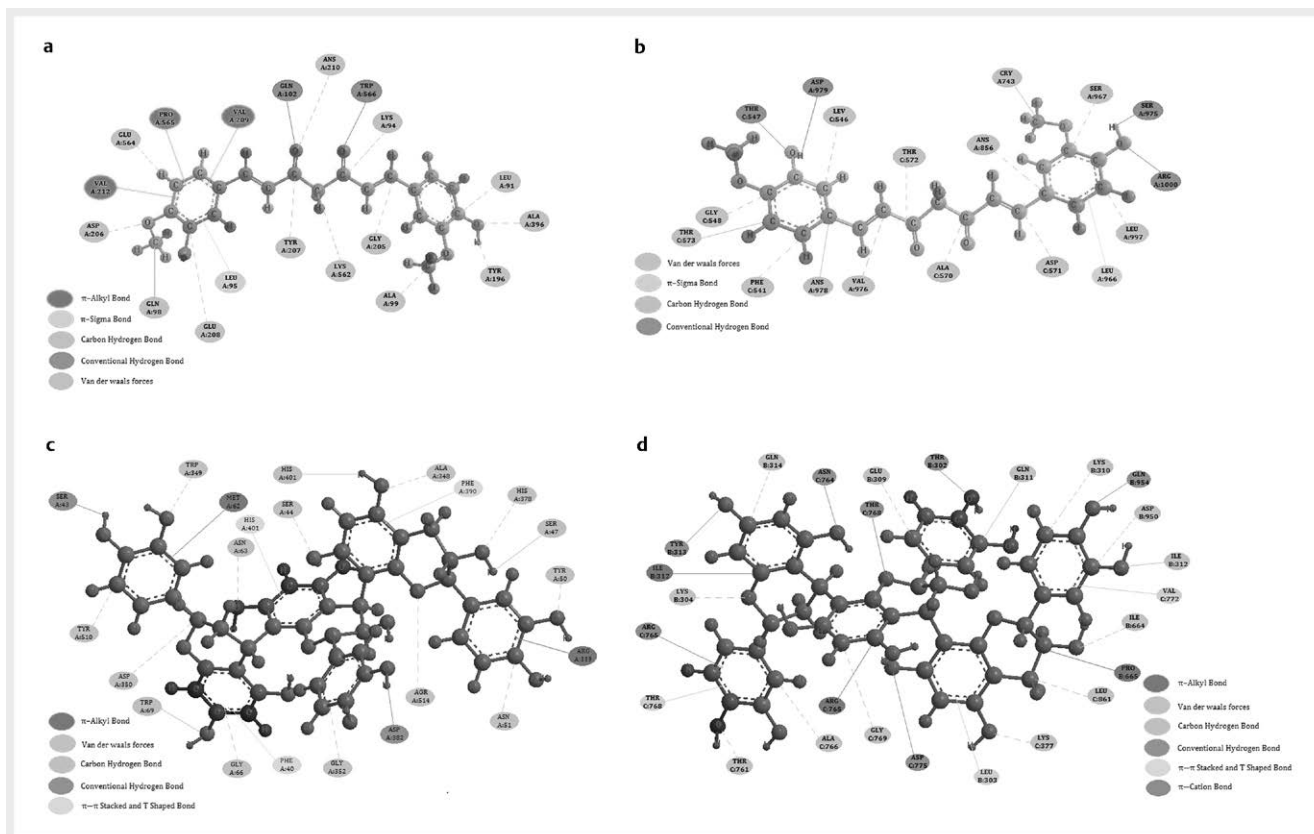 a
ANS
A:210
GLN
A:102
TRP
A:566
PRO
A:565
VAL
A:209
LYS
A:94
GLU
A:564
LEU
A:91
VAL
A:212
ALA
A:296
ASP
A:206
TYR
A:207
GLY
A:205
LYS
A:562
TYR
A:196
LEU
A:95
ALA
A:99
GLN
A:98
GLU
A:208
π-Alkyl Bond
π-Sigma Bond
Carbon Hydrogen Bond
Conventional Hydrogen Bond
Van der waals forces
b
ASP
A:979
CRY
A743
SER
A:967
THR
C:547
LEV
C:546
SER
A:975
THR
C:572
ANS
A:856
ARG
A:1000
GLY
C:548
THR
C:573
LEU
A:997
PHE
C:541
ANS
A:978
VAL
A:976
ALA
C:570
ASP
C:571
LEU
A:966
Van der waals forces
π-Sigma Bond
Carbon Hydrogen Bond
Conventional Hydrogen Bond
c
TRP
A:349
HIS
A:401
ALA
A:348
PHE
A:390
HIS
A:378
SER
A:43
MET
A:62
SER
A:44
HIS
A:401
SER
A:47
ASN
A:63
TYR
A:50
TYR
A:510
ARG
ASP
A:350
AGR
A:514
TRP
A:69
ASN
A:51
ASP
A:382
GLY
A:66
PHE
A:40
GLY
A:352
π-Alkyl Bond
Van der waals forces
Carbon Hydrogen Bond
Conventional Hydrogen Bond
π-π Stacked and T Shaped Bond
d
GLN
B:314
ASN
C:764
GLU
B:309
THR
B:302
GLN
B:311
LYS
B:310
GLN
B:954
THR
C:768
ASP
B:950
TYR
B:313
ILE
B:312
ILE
B:312
LYS
B:304
VAL
C:772
ARG
C:765
ILE
B:664
PRO
B:665
THR
C:768
ARG
C:765
LEU
C:861
ALA
C:766
GLY
C:769
LYS
C:377
THR
C:761
ASP
C:775
LEU
B:303
π-Alkyl Bond
Van der waals forces
Carbon Hydrogen Bond
Conventional Hydrogen Bond
π-π Stacked and T Shaped Bond
π-Cation Bond